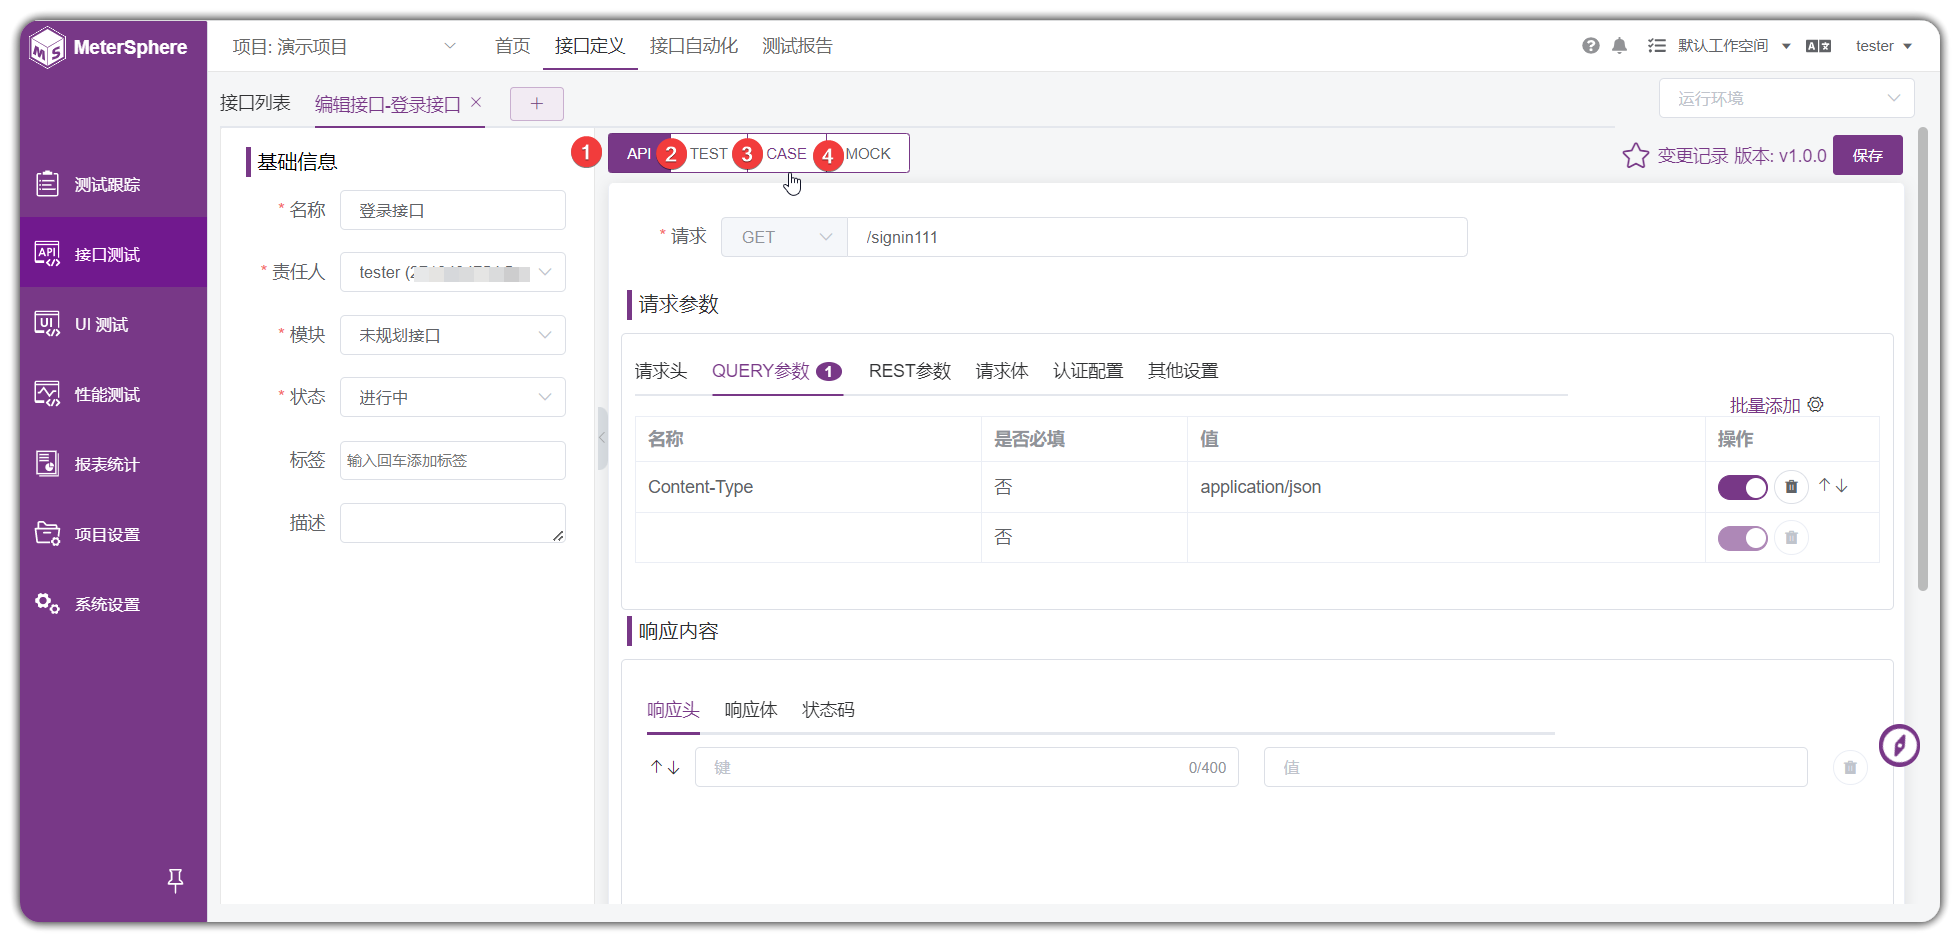 MeterSphere
项目: 演示项目
首页 接口定义 接口自动化 测试报告
默认工作空间
tester
接口列表 编辑接口-登录接口
+
运行环境
测试跟踪
API 接口测试
UI UI 测试
性能测试
报表统计
项目设置
系统设置
基础信息
* 名称 登录接口
* 责任人 tester
* 模块 未规划接口
* 状态 进行中
标签 输入回车添加标签
描述
1 API 2 TEST 3 CASE 4 MOCK
变更记录 版本: v1.0.0 保存
* 请求 GET /signin111
请求参数
请求头 QUERY参数 1 REST参数 请求体 认证配置 其他设置
批量添加
名称 是否必填 值 操作
Content-Type 否 application/json
否
响应内容
响应头 响应体 状态码
键 0/400 值